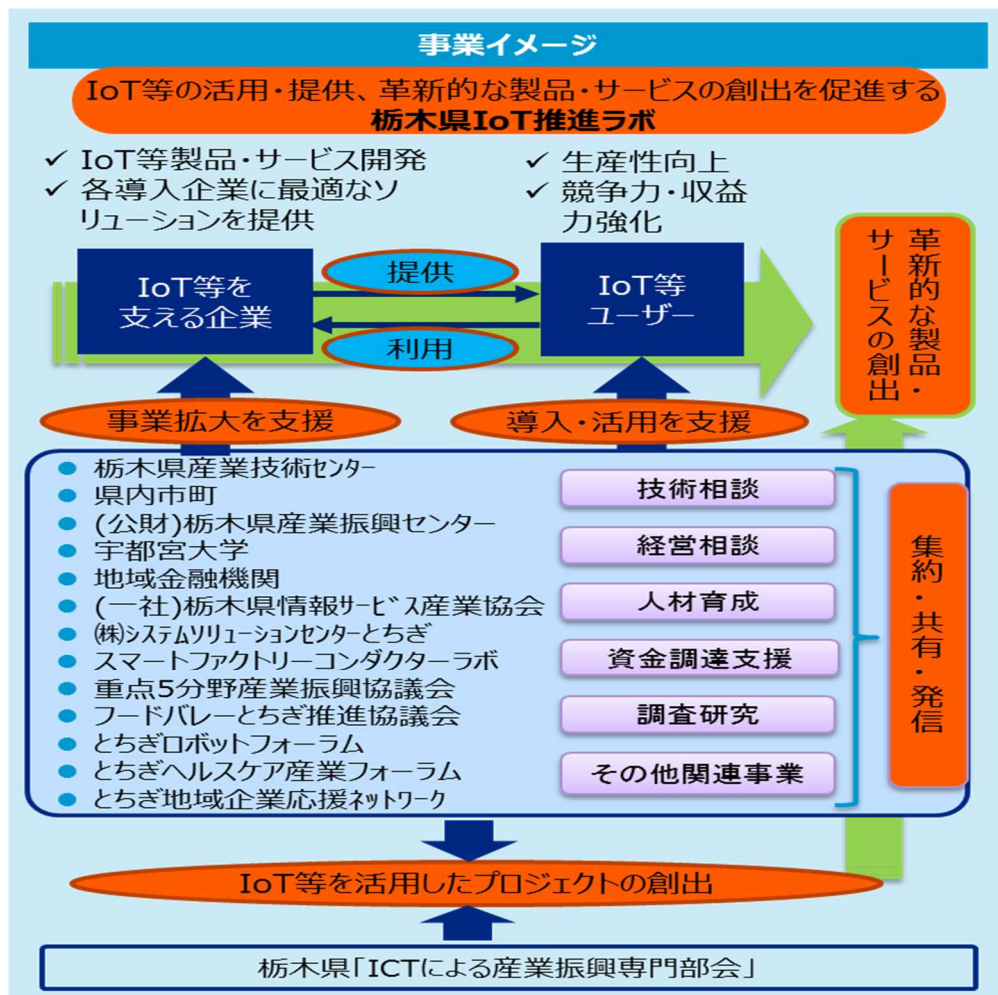 事業イメージ
IoT等の活用・提供、革新的な製品・サービスの創出を促進する
栃木県IoT推進ラボ
✓ IoT等製品・サービス開発
✓ 各導入企業に最適なソ
リューションを提供
✓ 生産性向上
✓ 競争力・収益
力強化
IoT等を
支える企業
提供
利用
IoT等
ユーザー
革新的な製品・
サービスの創出
事業拡大を支援
導入・活用を支援
● 栃木県産業技術ｾﾝﾀｰ
● 県内市町
● (公財)栃木県産業振興センター
● 宇都宮大学
● 地域金融機関
● (一社)栃木県情報ｻｰﾋﾞｽ産業協会
● ㈱ｼｽﾃﾑｿﾘｭｰｼｮﾝｾﾝﾀｰとちぎ
● スマートファクトリーコンダクターラボ
● 重点5分野産業振興協議会
● フードバレーとちぎ推進協議会
● とちぎロボットフォーラム
● とちぎヘルスケア産業フォーラム
● とちぎ地域企業応援ﾈｯﾄﾜｰｸ
技術相談
経営相談
人材育成
資金調達支援
調査研究
その他関連事業
集約・共有・発信
IoT等を活用したプロジェクトの創出
栃木県「ICTによる産業振興専門部会」